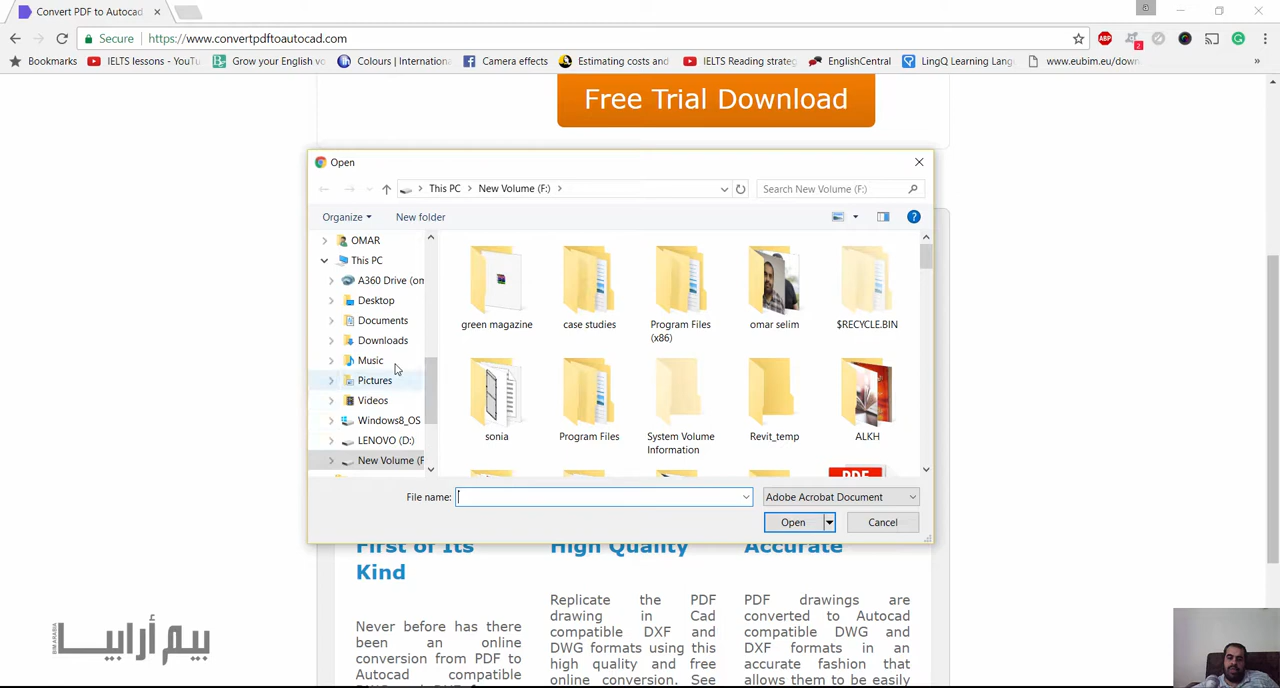 Convert PDF to Autocad
Secure https://www.convertpdftoautocad.com
ABP
2
Bookmarks IELTS lessons - YouTu Grow your English vo Colours | Internationa Camera effects Estimating costs and IELTS Reading strateg EnglishCentral LingQ Learning Lang www.eubim.eu/down
Free Trial Download
Open
This PC New Volume (F:)
Search New Volume (F:)
Organize New folder
OMAR
This PC
A360 Drive (om
Desktop
Documents
Downloads
Music
Pictures
Videos
Windows8_OS
LENOVO (D:)
New Volume (F
green magazine case studies Program Files (x86) omar selim $RECYCLE.BIN
sonia Program Files System Volume Information Revit_temp ALKH
PDF
File name: Adobe Acrobat Document
Open Cancel
First of Its
Kind
Never before has there
been an online
conversion from PDF to
Autocad compatible
High Quality
Replicate the PDF
drawing in Cad
compatible DXF and
DWG formats using this
high quality and free
online conversion. See
Accurate
PDF drawings are
converted to Autocad
compatible DWG and
DXF formats in an
accurate fashion that
allows them to be easily
بيم أرابيا
BIMARABIA